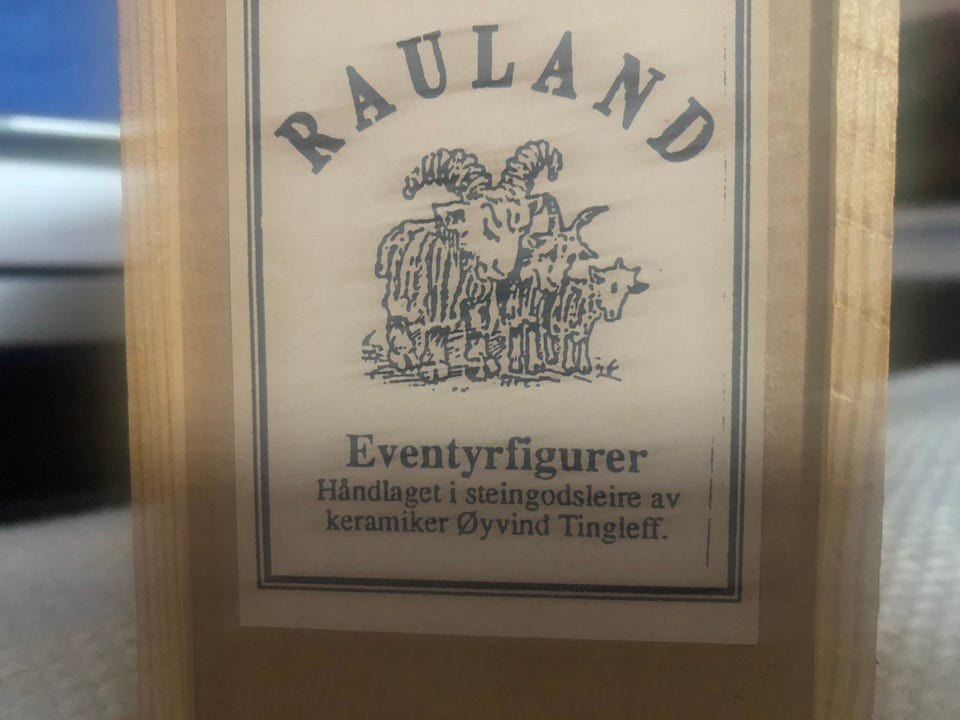 RAULAND
Eventyrfigurer
Håndlaget i steingodsleire av
keramiker Øyvind Tingleff.